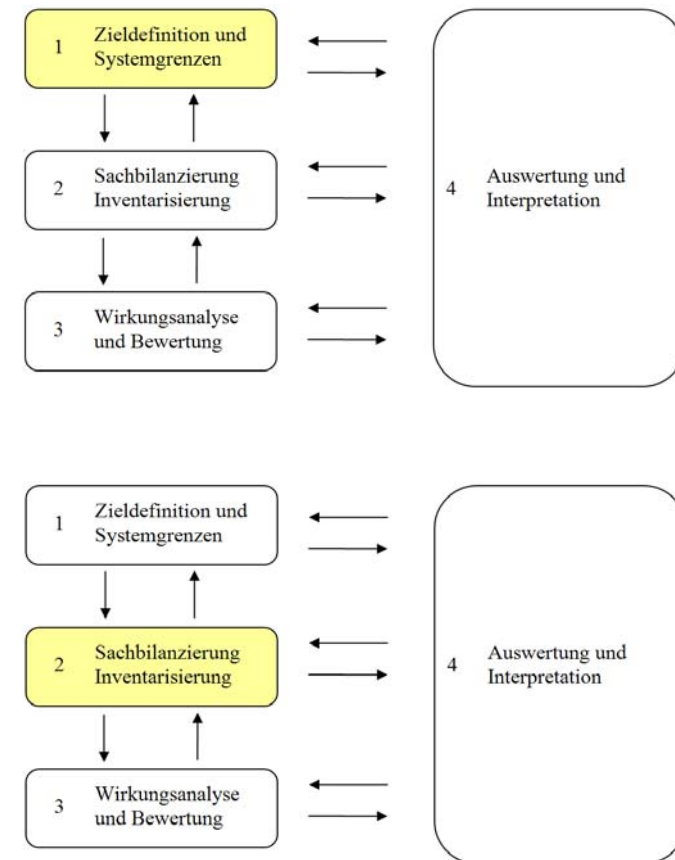 1 Zieldefinition und
Systemgrenzen
2 Sachbilanzierung
Inventarisierung
3 Wirkungsanalyse
und Bewertung
4 Auswertung und
Interpretation
1 Zieldefinition und
Systemgrenzen
2 Sachbilanzierung
Inventarisierung
3 Wirkungsanalyse
und Bewertung
4 Auswertung und
Interpretation